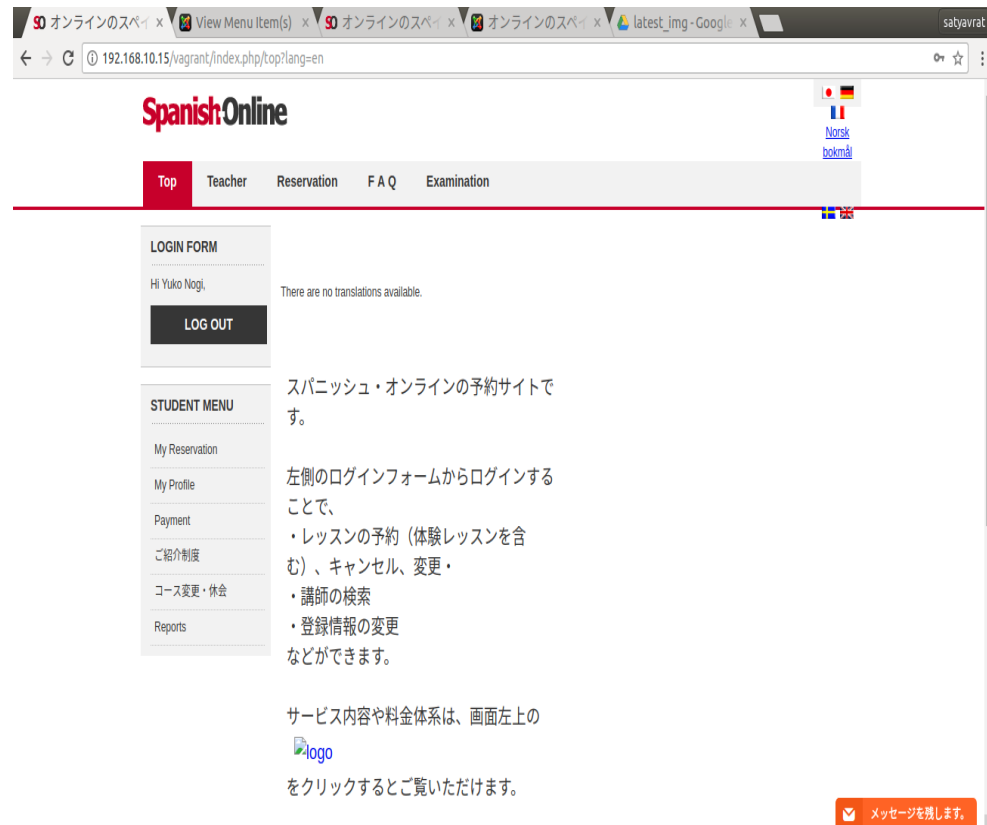 オンラインのスペイ
View Menu Item(s)
オンラインのスペイ
オンラインのスペイ
latest_img - Google
satyavrat
192.168.10.15/vagrant/index.php/top?lang=en
Spanish Online
Norsk
bokmål
Top
Teacher
Reservation
F A Q
Examination
LOGIN FORM
Hi Yuko Nogi,
LOG OUT
STUDENT MENU
My Reservation
My Profile
Payment
ご紹介制度
コース変更・休会
Reports
There are no translations available.
スパニッシュ・オンラインの予約サイトで
す。
左側のログインフォームからログインする
ことで、
・レッスンの予約（体験レッスンを含
む）、キャンセル、変更・
・講師の検索
・登録情報の変更
などができます。
サービス内容や料金体系は、画面左上の
logo
をクリックするとご覧いただけます。
メッセージを残します。